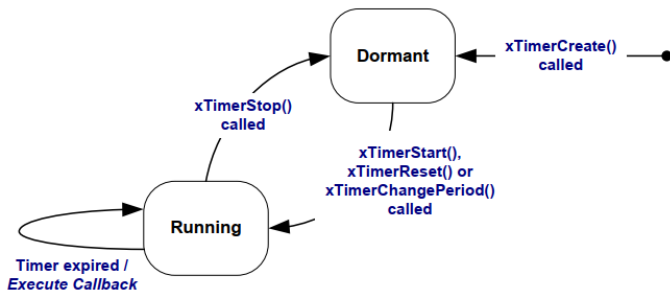 Dormant
xTimerCreate()
called
xTimerStop()
called
xTimerStart(),
xTimerReset() or
xTimerChangePeriod()
called
Running
Timer expired /
Execute Callback